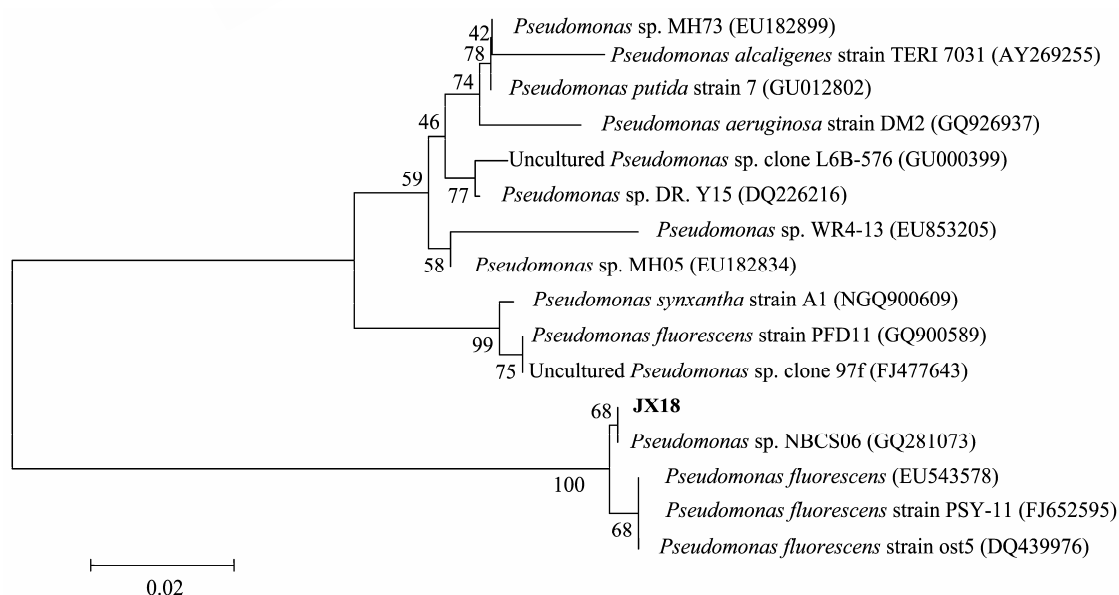 Pseudomonas sp. MH73 (EU182899)
42
78
Pseudomonas alcaligenes strain TERI 7031 (AY269255)
74
Pseudomonas putida strain 7 (GU012802)
46
Pseudomonas aeruginosa strain DM2 (GQ926937)
Uncultured Pseudomonas sp. clone L6B-576 (GU000399)
59
77
Pseudomonas sp. DR. Y15 (DQ226216)
Pseudomonas sp. WR4-13 (EU853205)
58
Pseudomonas sp. MH05 (EU182834)
Pseudomonas synxantha strain A1 (NGQ900609)
Pseudomonas fluorescens strain PFD11 (GQ900589)
99
75
Uncultured Pseudomonas sp. clone 97f (FJ477643)
68
JX18
Pseudomonas sp. NBCS06 (GQ281073)
Pseudomonas fluorescens (EU543578)
100
Pseudomonas fluorescens strain PSY-11 (FJ652595)
68
Pseudomonas fluorescens strain ost5 (DQ439976)
0.02